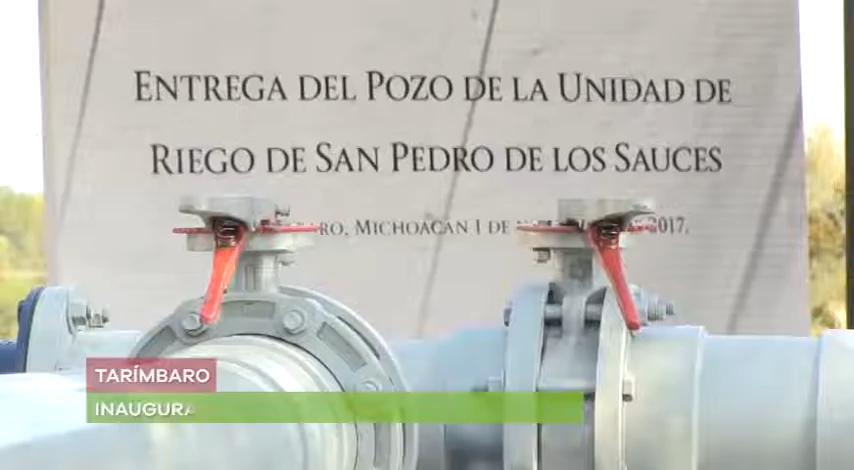 ENTREGA DEL POZO DE LA UNIDAD DE
RIEGO DE SAN PEDRO DE LOS SAUCES
MICHOACAN 1 DE 2017.
TARÍMBARO
INAUGURA